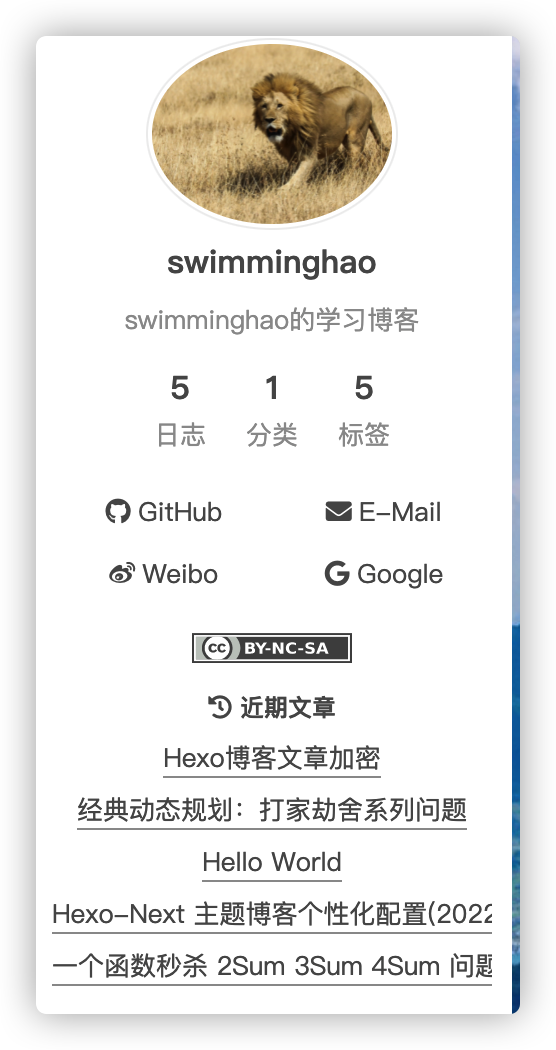 swimminghao
swimminghao的学习博客
5 1 5
日志 分类 标签
GitHub E-Mail
Weibo Google
cc BY-NC-SA
近期文章
Hexo博客文章加密
经典动态规划：打家劫舍系列问题
Hello World
Hexo-Next 主题博客个性化配置(2022
一个函数秒杀 2Sum 3Sum 4Sum 问题